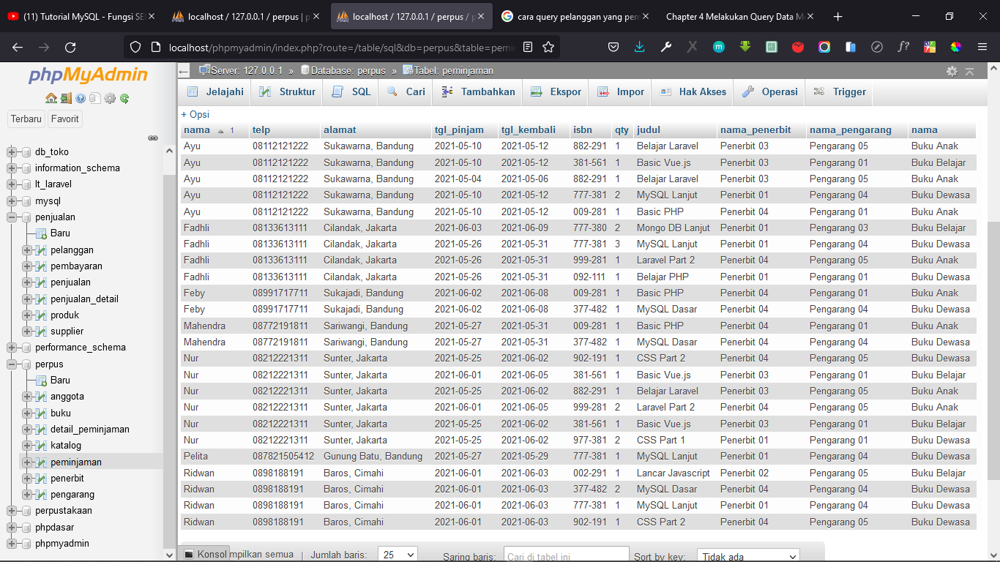 (11) Tutorial MySQL - Fungsi SEL
localhost / 127.0.0.1 / perpus | p
localhost / 127.0.0.1 / perpus / p
cara query pelanggan yang per
Chapter 4 Melakukan Query Data M
localhost/phpmyadmin/index.php?route=/table/sql&db=perpus&table=pemin
phpMyAdmin
Terbaru Favorit
db_toko
information_schema
lt_laravel
mysql
penjualan
Baru
pelanggan
pembayaran
penjualan
penjualan_detail
produk
supplier
performance_schema
perpus
Baru
anggota
buku
detail_peminjaman
katalog
peminjaman
penerbit
pengarang
perpustakaan
phpdasar
phpmyadmin
Server: 127.0.0.1 » Database: perpus » Tabel: peminjaman
Jelajahi Struktur SQL Cari Tambahkan Ekspor Impor Hak Akses Operasi Trigger
+ Opsi
nama 1 telp alamat tgl_pinjam tgl_kembali isbn qty judul nama_penerbit nama_pengarang nama
Ayu 08112121222 Sukawarna, Bandung 2021-05-10 2021-05-12 882-291 1 Belajar Laravel Penerbit 03 Pengarang 05 Buku Anak
Ayu 08112121222 Sukawarna, Bandung 2021-05-10 2021-05-12 381-561 1 Basic Vue.js Penerbit 03 Pengarang 01 Buku Belajar
Ayu 08112121222 Sukawarna, Bandung 2021-05-04 2021-05-06 882-291 1 Belajar Laravel Penerbit 03 Pengarang 05 Buku Anak
Ayu 08112121222 Sukawarna, Bandung 2021-05-10 2021-05-12 777-381 2 MySQL Lanjut Penerbit 01 Pengarang 04 Buku Dewasa
Ayu 08112121222 Sukawarna, Bandung 2021-05-10 2021-05-12 009-281 1 Basic PHP Penerbit 04 Pengarang 01 Buku Anak
Fadhli 08133613111 Cilandak, Jakarta 2021-06-03 2021-06-09 777-380 2 Mongo DB Lanjut Penerbit 01 Pengarang 03 Buku Belajar
Fadhli 08133613111 Cilandak, Jakarta 2021-05-26 2021-05-31 777-381 3 MySQL Lanjut Penerbit 01 Pengarang 04 Buku Dewasa
Fadhli 08133613111 Cilandak, Jakarta 2021-05-26 2021-05-31 999-281 1 Laravel Part 2 Penerbit 04 Pengarang 05 Buku Anak
Fadhli 08133613111 Cilandak, Jakarta 2021-05-26 2021-05-31 092-111 1 Belajar PHP Penerbit 01 Pengarang 01 Buku Dewasa
Feby 08991717711 Sukajadi, Bandung 2021-06-02 2021-06-08 009-281 1 Basic PHP Penerbit 04 Pengarang 01 Buku Anak
Feby 08991717711 Sukajadi, Bandung 2021-06-02 2021-06-08 377-482 1 MySQL Dasar Penerbit 04 Pengarang 04 Buku Dewasa
Mahendra 08772191811 Sariwangi, Bandung 2021-05-27 2021-05-31 009-281 1 Basic PHP Penerbit 04 Pengarang 01 Buku Anak
Mahendra 08772191811 Sariwangi, Bandung 2021-05-27 2021-05-31 377-482 1 MySQL Dasar Penerbit 04 Pengarang 04 Buku Dewasa
Nur 08212221311 Sunter, Jakarta 2021-05-25 2021-06-02 902-191 1 CSS Part 2 Penerbit 04 Pengarang 05 Buku Dewasa
Nur 08212221311 Sunter, Jakarta 2021-06-01 2021-06-05 381-561 1 Basic Vue.js Penerbit 03 Pengarang 01 Buku Belajar
Nur 08212221311 Sunter, Jakarta 2021-05-25 2021-06-02 882-291 1 Belajar Laravel Penerbit 03 Pengarang 05 Buku Anak
Nur 08212221311 Sunter, Jakarta 2021-06-01 2021-06-05 999-281 2 Laravel Part 2 Penerbit 04 Pengarang 05 Buku Anak
Nur 08212221311 Sunter, Jakarta 2021-05-25 2021-06-02 381-561 1 Basic Vue.js Penerbit 03 Pengarang 01 Buku Belajar
Nur 08212221311 Sunter, Jakarta 2021-05-25 2021-06-02 977-381 2 CSS Part 1 Penerbit 01 Pengarang 01 Buku Dewasa
Pelita 087821505412 Gunung Batu, Bandung 2021-05-27 2021-05-29 777-381 1 MySQL Lanjut Penerbit 01 Pengarang 04 Buku Dewasa
Ridwan 0898188191 Baros, Cimahi 2021-06-01 2021-06-03 002-291 1 Lancar Javascript Penerbit 02 Pengarang 05 Buku Belajar
Ridwan 0898188191 Baros, Cimahi 2021-06-01 2021-06-03 377-482 2 MySQL Dasar Penerbit 04 Pengarang 04 Buku Dewasa
Ridwan 0898188191 Baros, Cimahi 2021-06-01 2021-06-03 777-381 1 MySQL Lanjut Penerbit 01 Pengarang 04 Buku Dewasa
Ridwan 0898188191 Baros, Cimahi 2021-06-01 2021-06-03 902-191 1 CSS Part 2 Penerbit 04 Pengarang 05 Buku Dewasa
Konsol mpilkan semua | Jumlah baris: 25 Saring baris: Cari di tabel ini Sort by key: Tidak ada